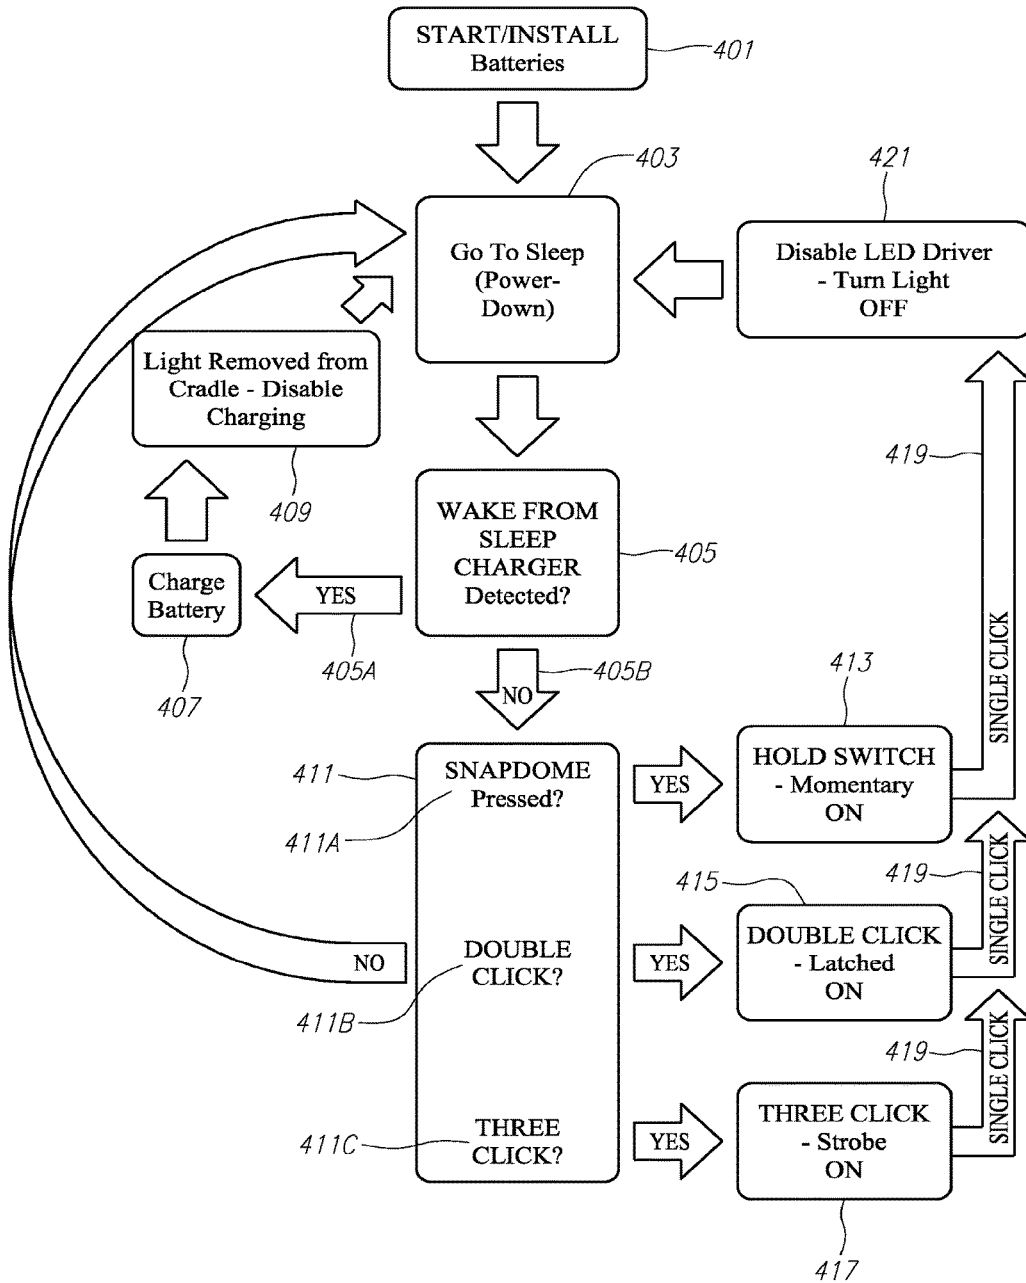 START/INSTALL
Batteries
401
403
421
Go To Sleep
(Power-
Down)
Disable LED Driver
- Turn Light
OFF
Light Removed from
Cradle - Disable
Charging
409
419
WAKE FROM
SLEEP
CHARGER
Detected?
405
Charge
Battery
YES
405A
407
NO
405B
SINGLE CLICK
413
411
SNAPDOME
Pressed?
411A
YES
HOLD SWITCH
- Momentary
ON
419
SINGLE CLICK
415
NO
DOUBLE
CLICK?
411B
YES
DOUBLE CLICK
- Latched
ON
419
SINGLE CLICK
411C
THREE
CLICK?
YES
THREE CLICK
- Strobe
ON
417